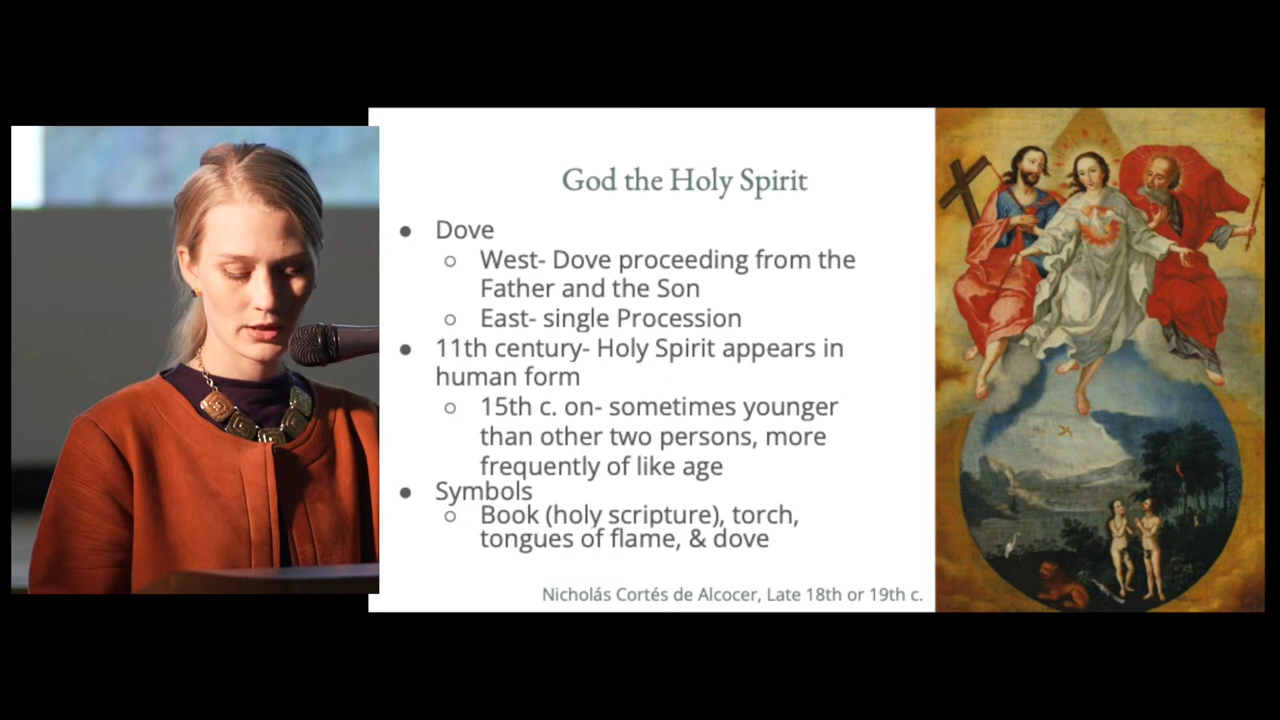 God the Holy Spirit
● Dove
○ West- Dove proceeding from the
Father and the Son
○ East- single Procession
● 11th century- Holy Spirit appears in
human form
○ 15th c. on- sometimes younger
than other two persons, more
frequently of like age
● Symbols
○ Book (holy scripture), torch,
tongues of flame, & dove
Nicholás Cortés de Alcocer, Late 18th or 19th c.